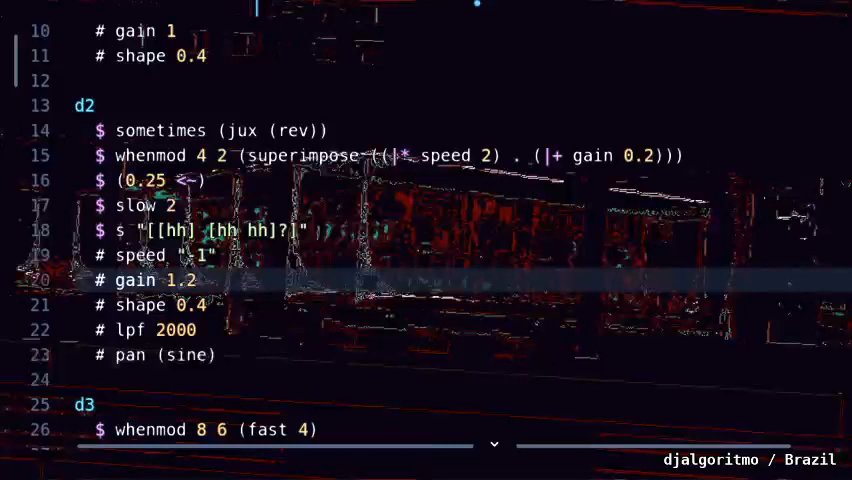 10 # gain 1
11 # shape 0.4
12
13 d2
14 $ sometimes (jux (rev))
15 $ whenmod 4 2 (superimpose ((|* speed 2) . (|+ gain 0.2)))
16 $ (0.25 <~)
17 $ slow 2
18 $ s "[[hh] [hh hh]?]"
19 # speed "-1"
20 # gain 1.2
21 # shape 0.4
22 # lpf 2000
23 # pan (sine)
24
25 d3
26 $ whenmod 8 6 (fast 4)
djalgoritmo / Brazil